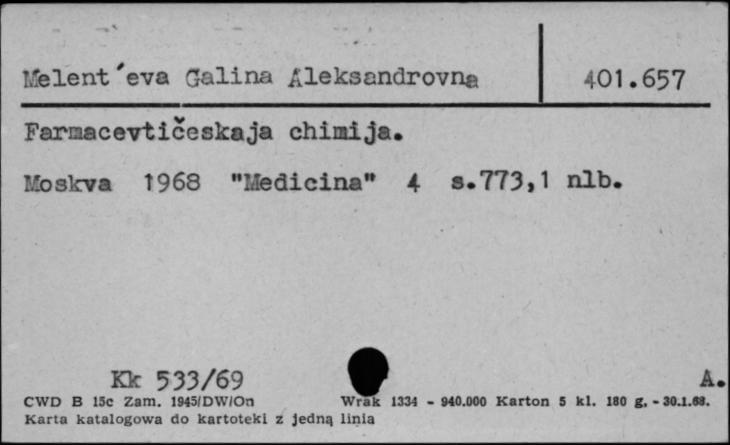 Melent´eva Galina Aleksandrovna 401.657
Farmacevtičeskaja chimija.
Moskva 1968 "Medicina" 4 s.773,1 nlb.
Kk 533/69 A.
CWD B 15c Zam. 1945/DW/On Wrak 1334 - 940.000 Karton 5 kl. 180 g. - 30.1.68.
Karta katalogowa do kartoteki z jedną linia